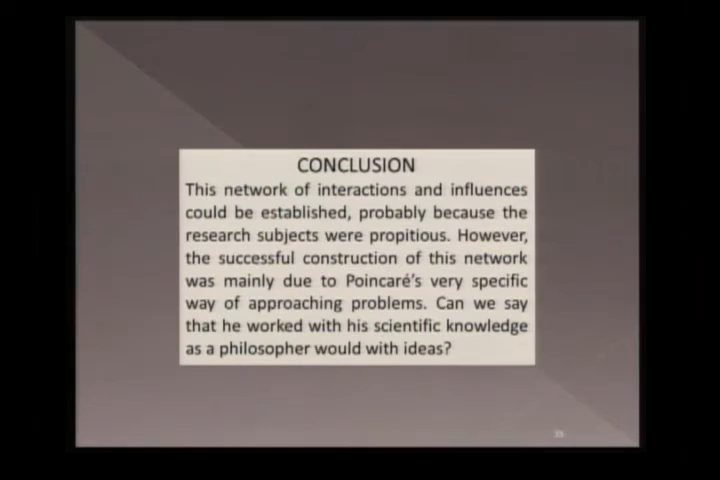 CONCLUSION
This network of interactions and influences
could be established, probably because the
research subjects were propitious. However,
the successful construction of this network
was mainly due to Poincaré's very specific
way of approaching problems. Can we say
that he worked with his scientific knowledge
as a philosopher would with ideas?